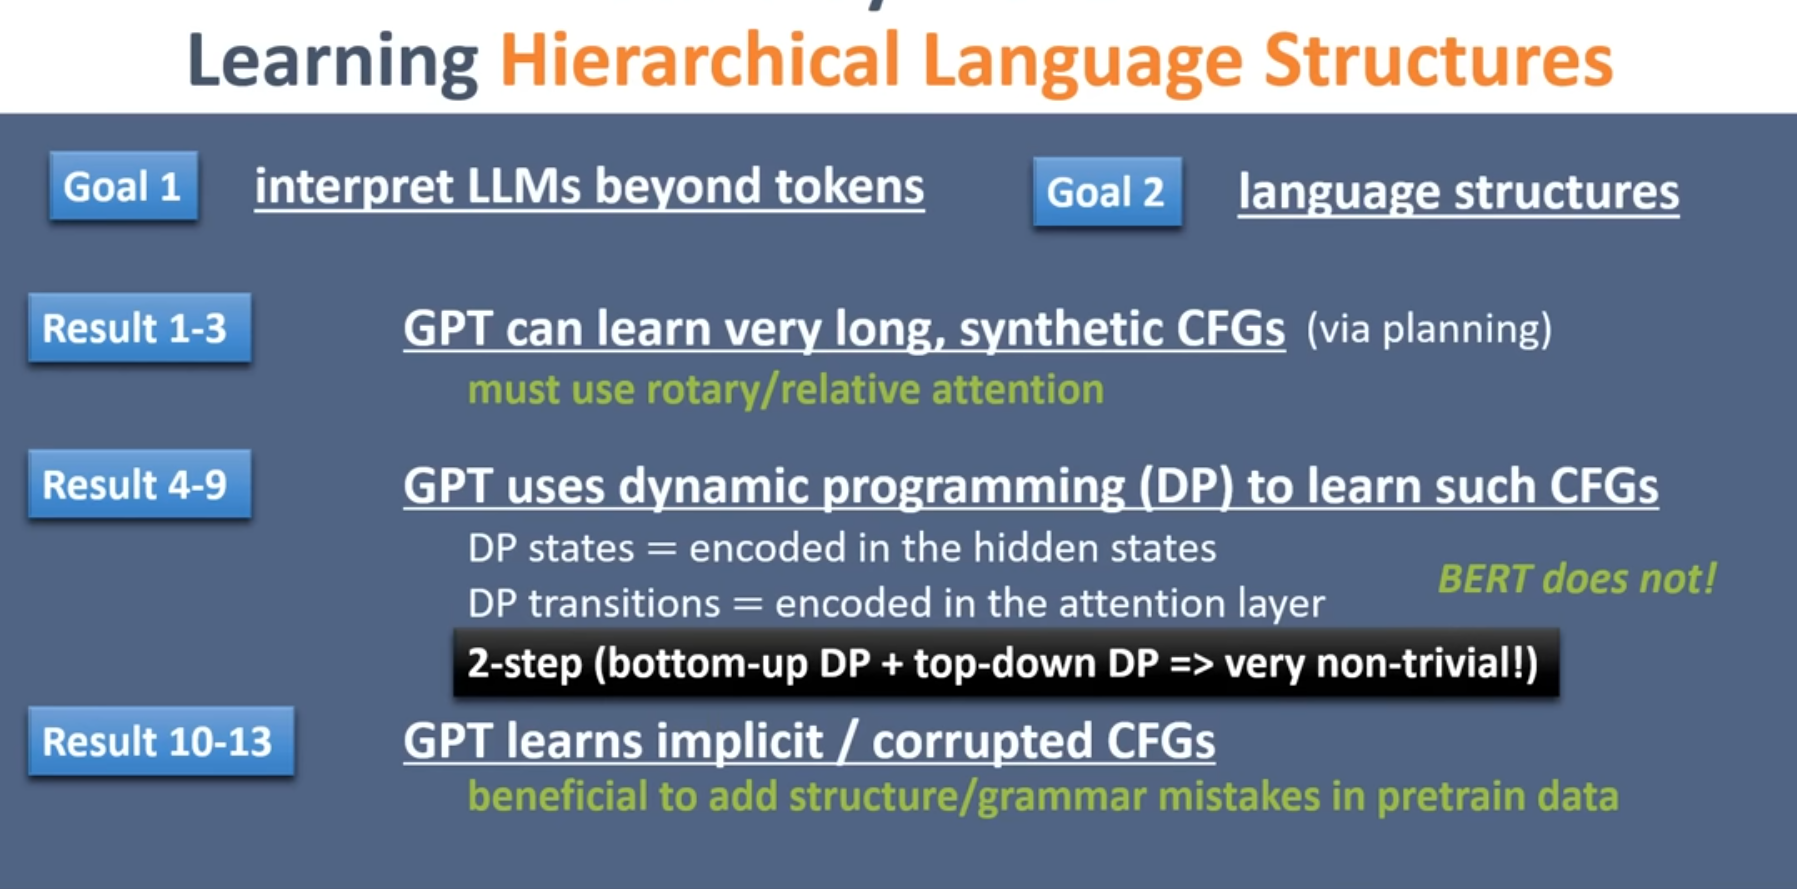 Learning Hierarchical Language Structures
Goal 1 interpret LLMs beyond tokens Goal 2 language structures
Result 1-3 GPT can learn very long, synthetic CFGs (via planning)
must use rotary/relative attention
Result 4-9 GPT uses dynamic programming (DP) to learn such CFGs
DP states = encoded in the hidden states
BERT does not!
DP transitions = encoded in the attention layer
2-step (bottom-up DP + top-down DP => very non-trivial!)
Result 10-13 GPT learns implicit / corrupted CFGs
beneficial to add structure/grammar mistakes in pretrain data